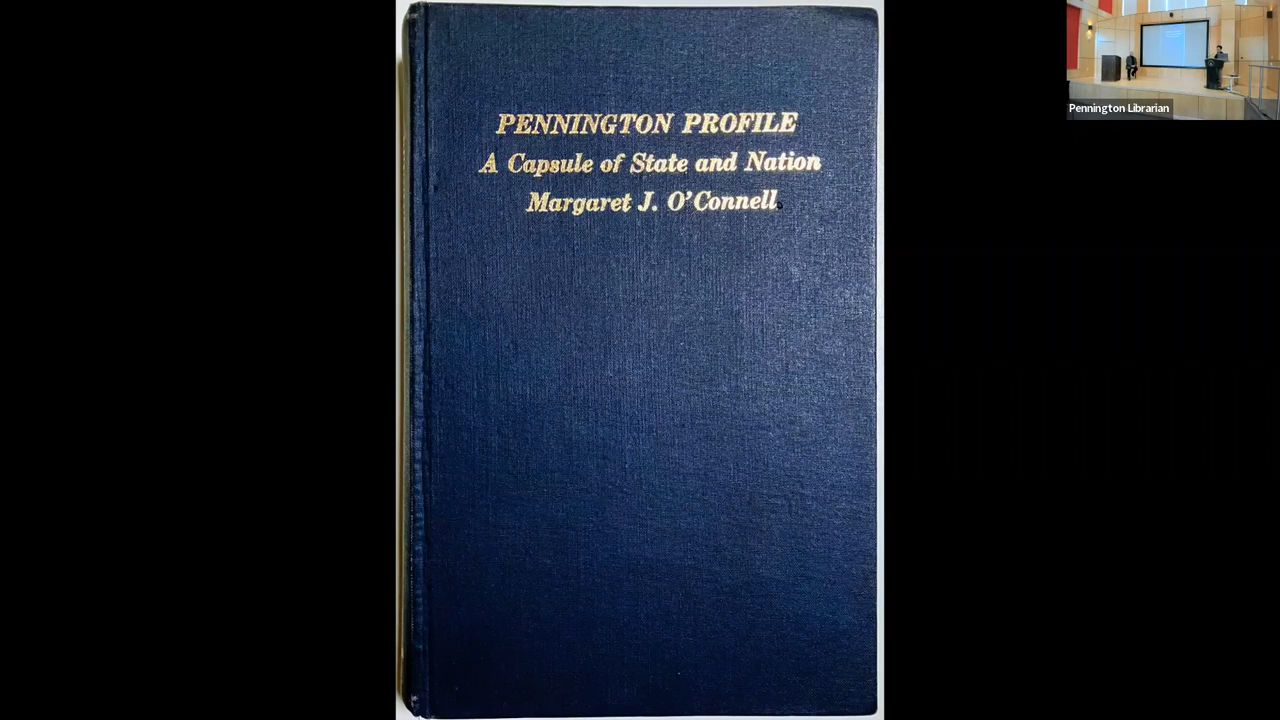 PENNINGTON PROFILE
A Capsule of State and Nation
Margaret J. O'Connell
Pennington Librarian